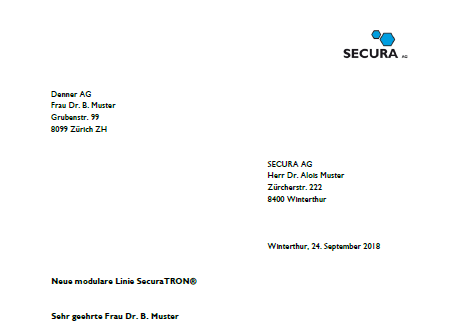 SECURA AG
Denner AG
Frau Dr. B. Muster
Grubenstr. 99
8099 Zürich ZH
SECURA AG
Herr Dr. Alois Muster
Zürcherstr. 222
8400 Winterthur
Winterthur, 24. September 2018
Neue modulare Linie SecuraTRON®
Sehr geehrte Frau Dr. B. Muster